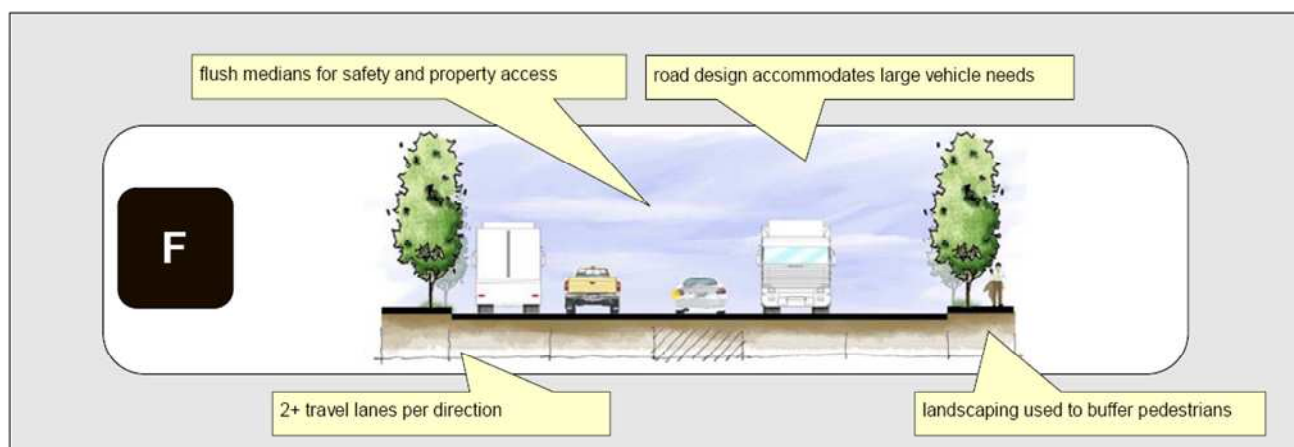 flush medians for safety and property access
road design accommodates large vehicle needs
F
2+ travel lanes per direction
landscaping used to buffer pedestrians